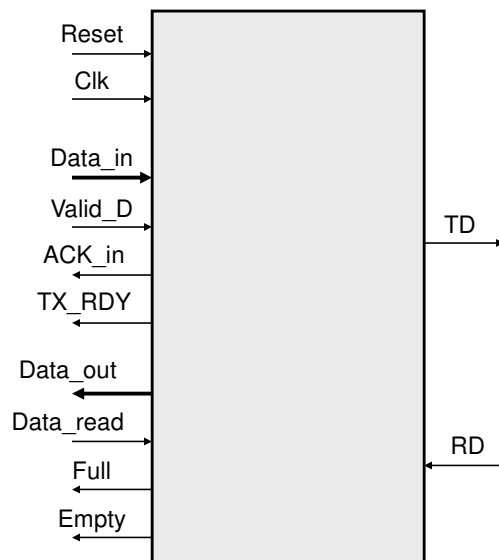 Reset
Clk
Data_in
Valid_D
ACK_in
TX_RDY
Data_out
Data_read
Full
Empty
TD
RD